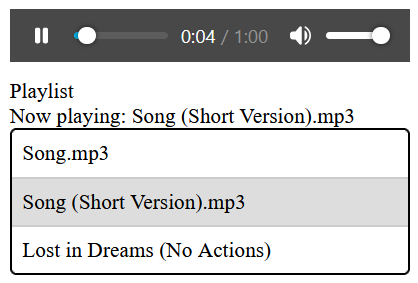 0:04 / 1:00
Playlist
Now playing: Song (Short Version).mp3
Song.mp3
Song (Short Version).mp3
Lost in Dreams (No Actions)